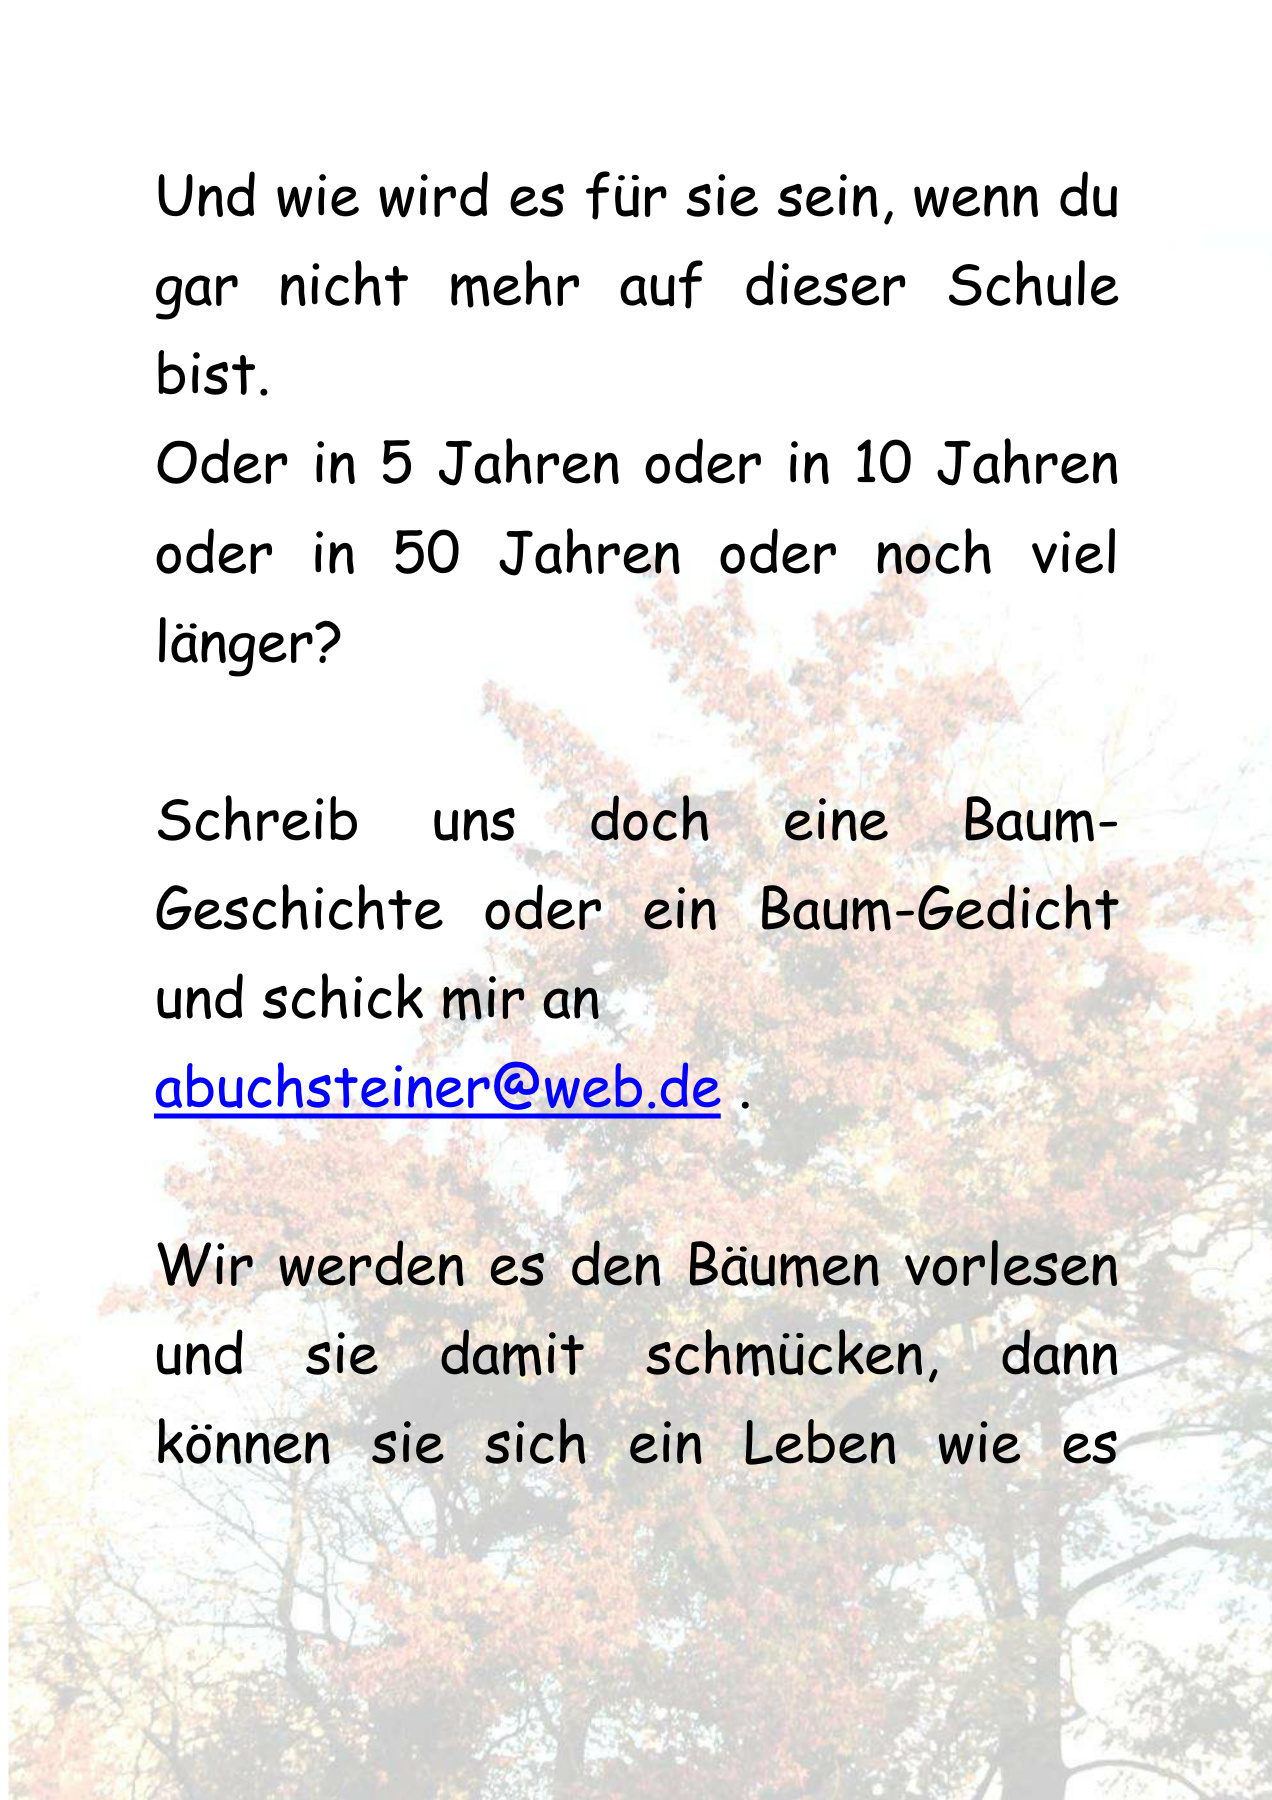 Und wie wird es für sie sein, wenn du
gar nicht mehr auf dieser Schule
bist.
Oder in 5 Jahren oder in 10 Jahren
oder in 50 Jahren oder noch viel
länger?
Schreib uns doch eine Baum-
Geschichte oder ein Baum-Gedicht
und schick mir an
abuchsteiner@web.de .
Wir werden es den Bäumen vorlesen
und sie damit schmücken, dann
können sie sich ein Leben wie es